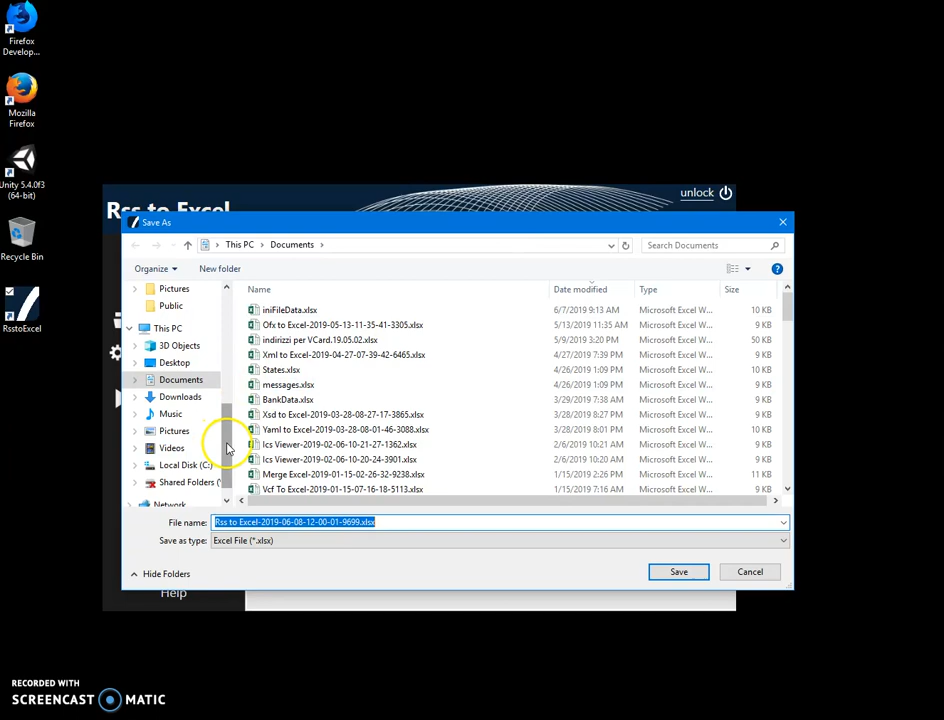 Firefox
Develop...
Mozilla
Firefox
Unity 5.4.0f3
(64-bit)
Recycle Bin
RsstoExcel
Rss to Excel
unlock
Save As
This PC > Documents >
Search Documents
Organize
New folder
Pictures
Public
This PC
3D Objects
Desktop
Documents
Downloads
Music
Pictures
Videos
Local Disk (C:)
Shared Folders (
Network
Name Date modified Type Size
iniFileData.xlsx 6/7/2019 9:13 AM Microsoft Excel W... 10 KB
Ofx to Excel-2019-05-13-11-35-41-3305.xlsx 5/13/2019 11:35 AM Microsoft Excel W... 9 KB
indirizzi per VCard.19.05.02.xlsx 5/9/2019 3:20 PM Microsoft Excel W... 50 KB
Xml to Excel-2019-04-27-07-39-42-6465.xlsx 4/27/2019 7:39 PM Microsoft Excel W... 9 KB
States.xlsx 4/26/2019 1:09 PM Microsoft Excel W... 10 KB
messages.xlsx 4/26/2019 1:09 PM Microsoft Excel W... 9 KB
BankData.xlsx 3/29/2019 7:38 AM Microsoft Excel W... 9 KB
Xsd to Excel-2019-03-28-08-27-17-3865.xlsx 3/28/2019 8:27 PM Microsoft Excel W... 9 KB
Yaml to Excel-2019-03-28-08-01-46-3088.xlsx 3/28/2019 8:01 PM Microsoft Excel W... 9 KB
Ics Viewer-2019-02-06-10-21-27-1362.xlsx 2/6/2019 10:21 AM Microsoft Excel W... 9 KB
Ics Viewer-2019-02-06-10-20-24-3901.xlsx 2/6/2019 10:20 AM Microsoft Excel W... 9 KB
Merge Excel-2019-01-15-02-26-32-9238.xlsx 1/15/2019 2:26 PM Microsoft Excel W... 11 KB
Vcf To Excel-2019-01-15-07-16-18-5113.xlsx 1/15/2019 7:16 AM Microsoft Excel W... 9 KB
File name: Rss to Excel-2019-06-08-12-00-01-9699.xlsx
Save as type: Excel File (*.xlsx)
Hide Folders
Save
Cancel
Help
RECORDED WITH
SCREENCAST MATIC